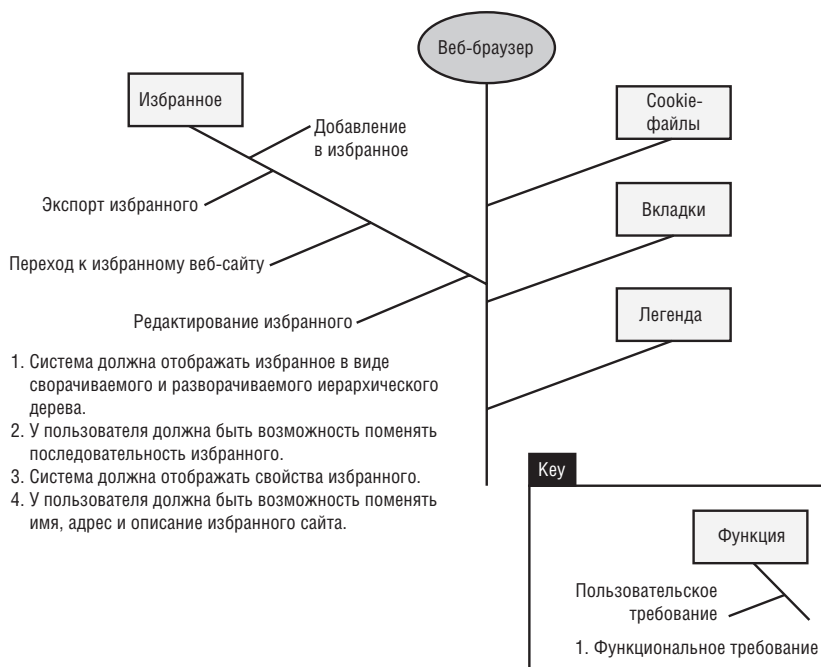 Веб-браузер
Избранное
Cookie-
файлы
Добавление
в избранное
Экспорт избранного
Вкладки
Переход к избранному веб-сайту
Редактирование избранного
Легенда
1. Система должна отображать избранное в виде
сворачиваемого и разворачиваемого иерархического
дерева.
2. У пользователя должна быть возможность поменять
последовательность избранного.
3. Система должна отображать свойства избранного.
4. У пользователя должна быть возможность поменять
имя, адрес и описание избранного сайта.
Key
Функция
Пользовательское
требование
1. Функциональное требование